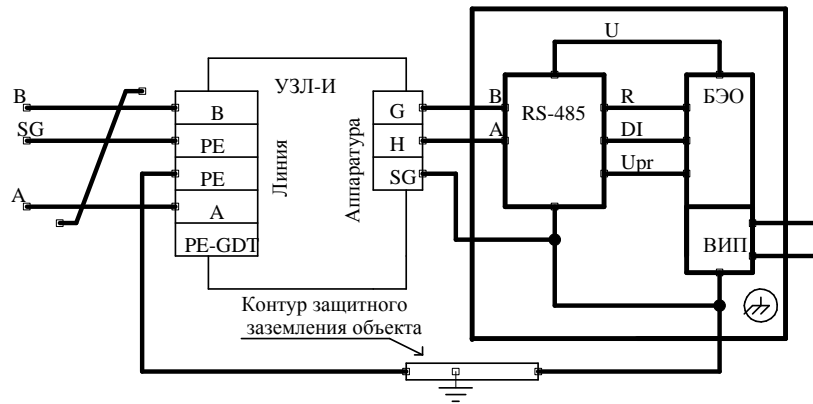 U
УЗЛ-И
B
B
G
B
RS-485
R
БЭО
SG
PE
H
A
DI
PE
SG
Upr
A
A
Линия
Аппаратура
PE-GDT
ВИП
Контур защитного
заземления объекта